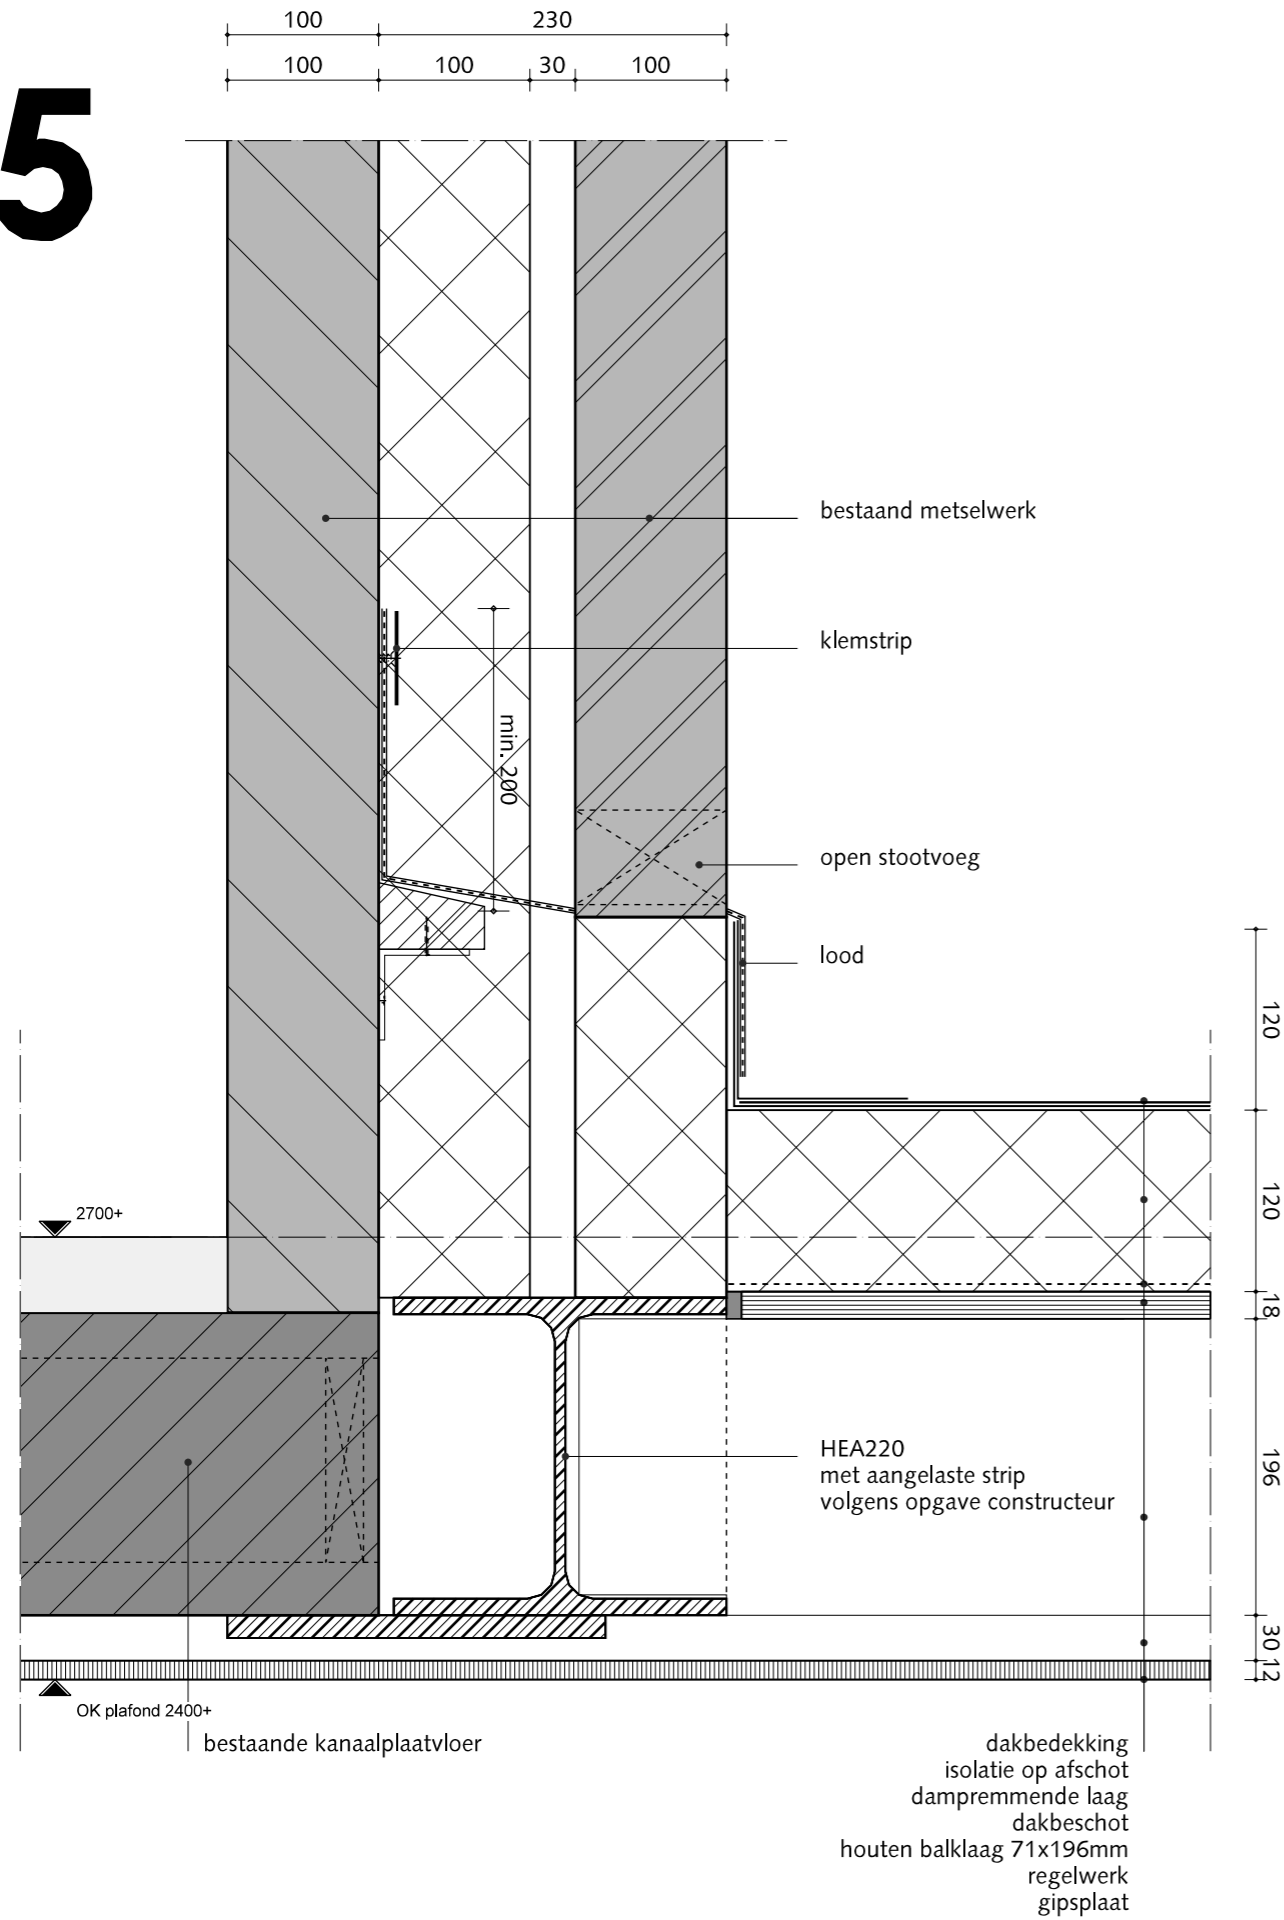 100 230
100 100 30 100
5
bestaand metselwerk
klemstrip
min. 200
open stootvoeg
lood
120
120
2700+
18
HEA220
met aangelaste strip
volgens opgave constructeur
196
30
12
OK plafond 2400+
bestaande kanaalplaatvloer
dakbedekking
isolatie op afschot
dampremmende laag
dakbeschot
houten balklaag 71x196mm
regelwerk
gipsplaat